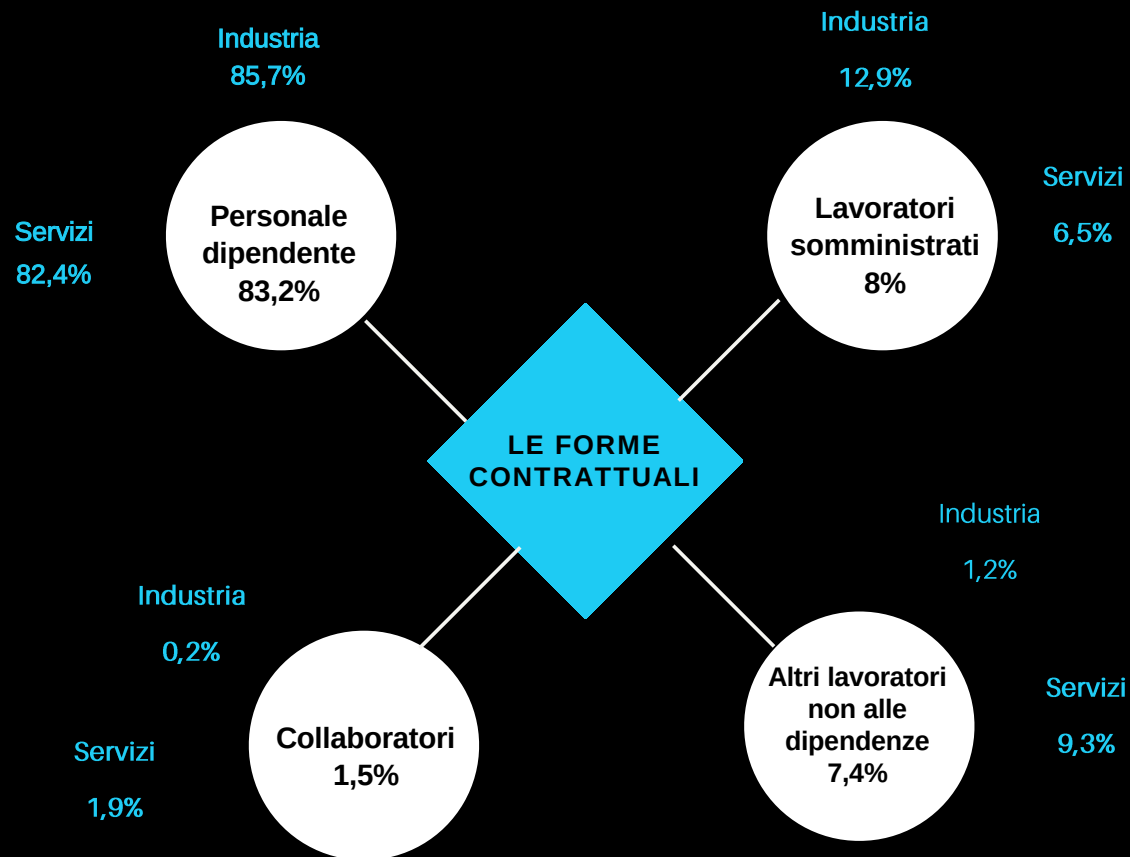 Industria
85,7%
Servizi
82,4%
Personale
dipendente
83,2%
Industria
12,9%
Servizi
6,5%
Lavoratori
somministrati
8%
LE FORME
CONTRATTUALI
Industria
0,2%
Servizi
1,9%
Collaboratori
1,5%
Industria
1,2%
Servizi
9,3%
Altri lavoratori
non alle
dipendenze
7,4%